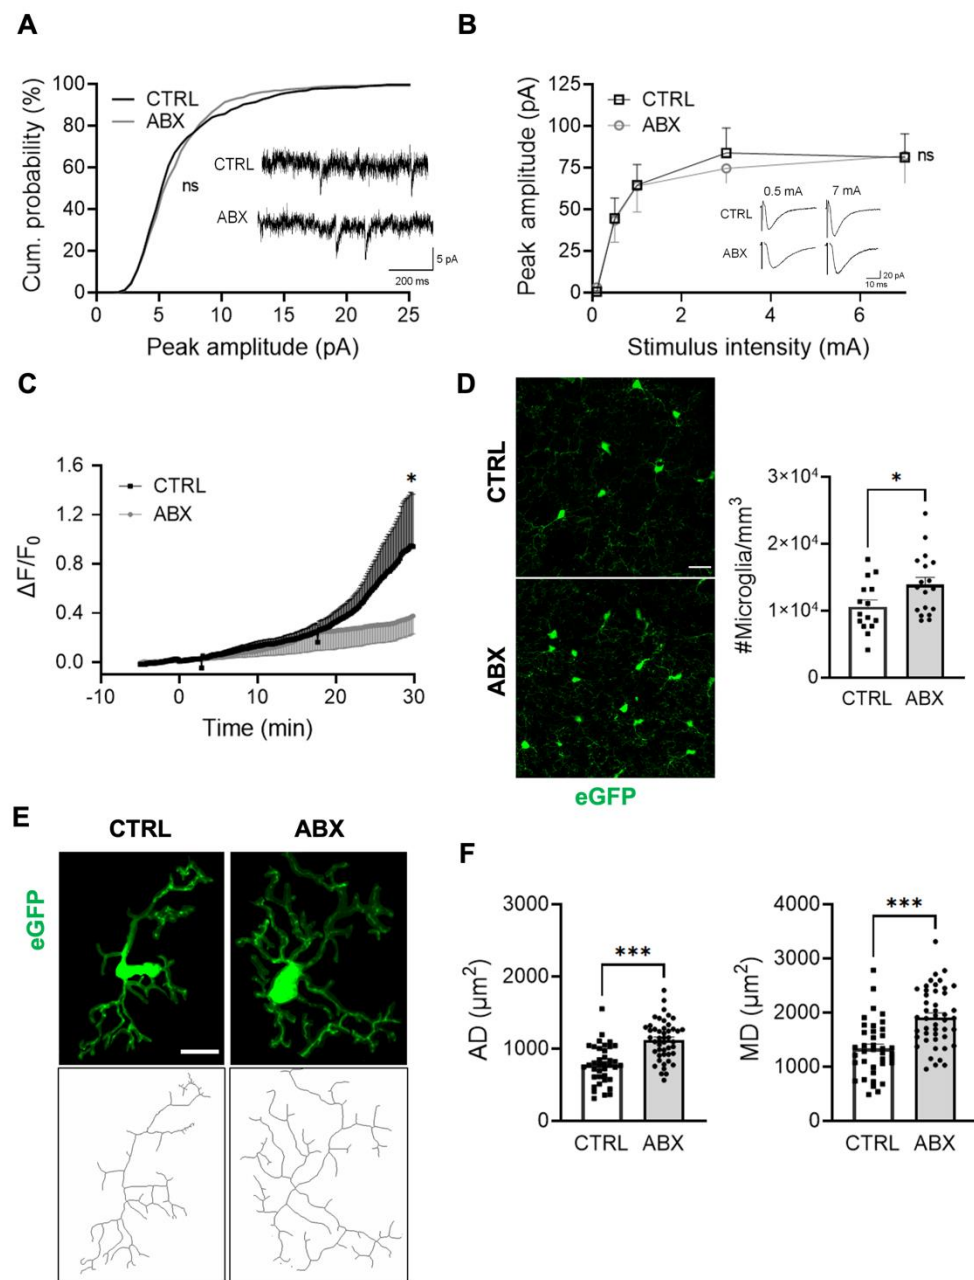 A
Cum. probability (%)
100
80
60
40
20
0
CTRL
ABX
ns
CTRL
ABX
5 pA
200 ms
0 5 10 15 20 25
Peak amplitude (pA)
B
Peak amplitude (pA)
125
100
75
50
25
0
CTRL
ABX
ns
0.5 mA 7 mA
CTRL
ABX
20 pA
10 ms
0 2 4 6
Stimulus intensity (mA)
C
ΔF/F₀
1.6
1.2
0.8
0.4
0.0
CTRL
ABX
*
-10 0 10 20 30
Time (min)
D
CTRL
ABX
eGFP
#Microglia/mm³
3×10⁴
2×10⁴
1×10⁴
0
*
CTRL ABX
E
CTRL ABX
eGFP
F
AD (µm²)
3000
2000
1000
0
***
CTRL ABX
MD (µm²)
4000
3000
2000
1000
0
***
CTRL ABX